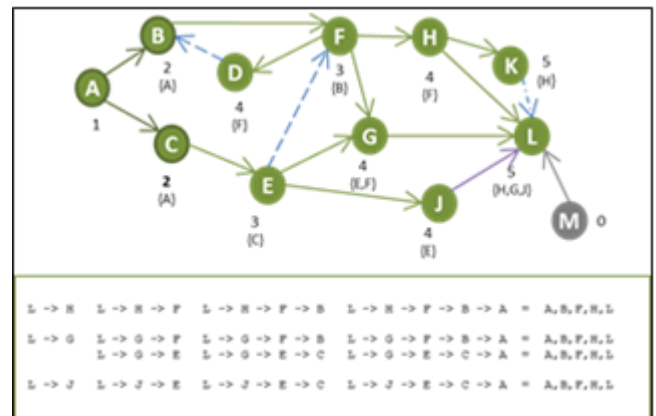 B
F
H
D
K
5
{H}
2
{A}
3
{B}
A
4
{F}
4
{F}
1
G
L
C
4
{E,F}
5
{H,G,J}
2
{A}
E
J
M
0
3
{C}
4
{E}
L -> H L -> H -> F L -> H -> F -> B L -> H -> F -> B -> A = A,B,F,H,L
L -> G L -> G -> F L -> G -> F -> B L -> G -> F -> B -> A = A,B,F,H,L
L -> G -> E L -> G -> E -> C L -> G -> E -> C -> A = A,B,F,H,L
L -> J L -> J -> E L -> J -> E -> C L -> J -> E -> C -> A = A,B,F,H,L